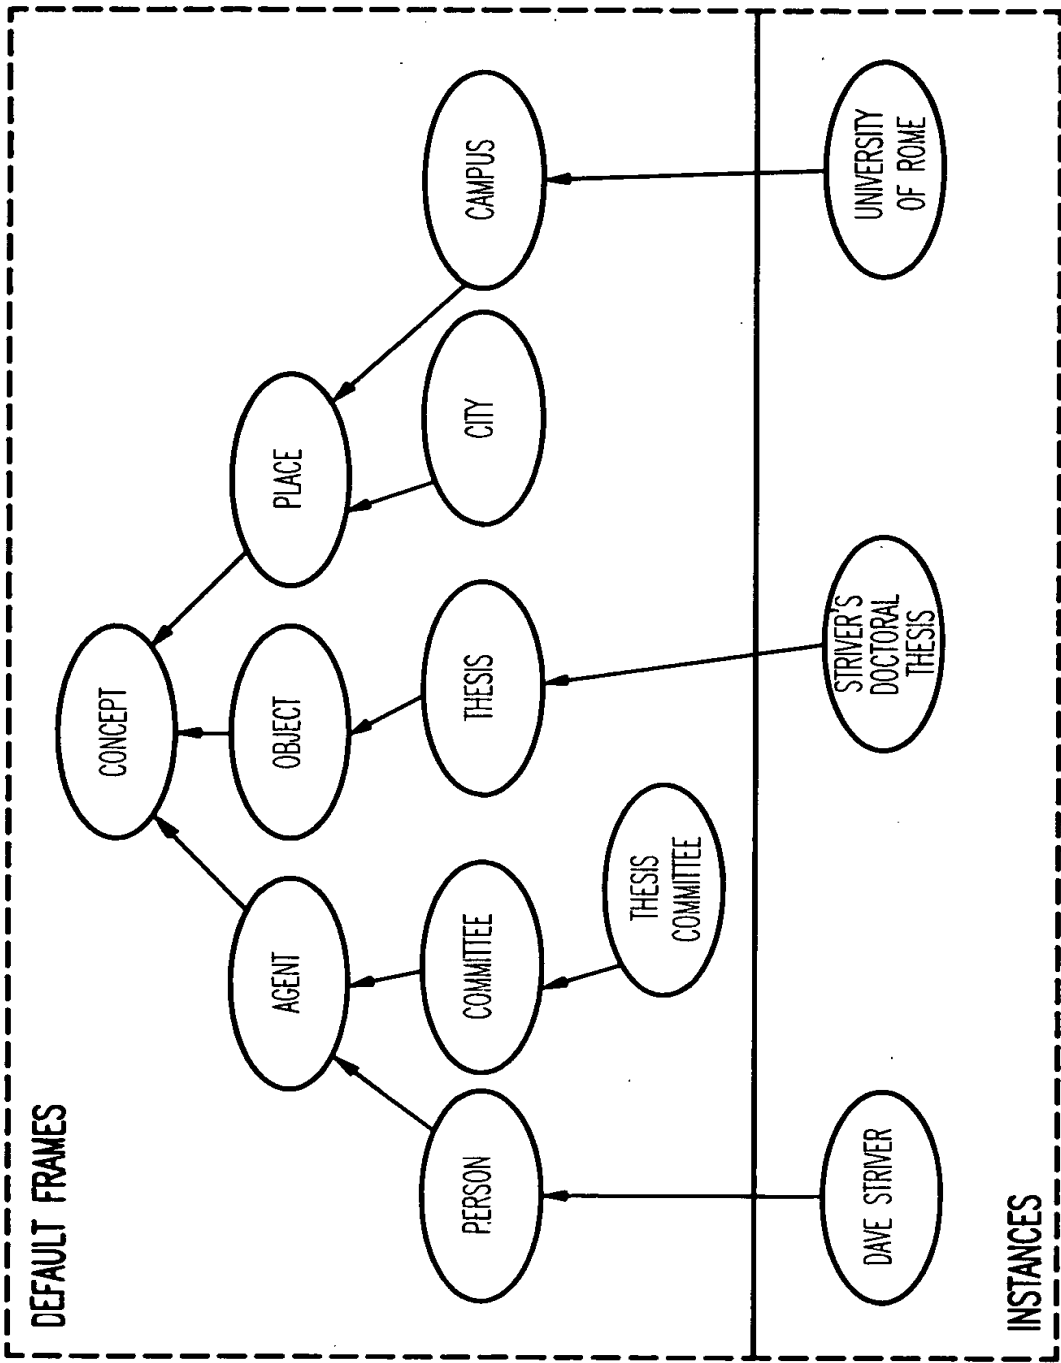 DEFAULT FRAMES
CONCEPT
AGENT
OBJECT
PLACE
PERSON
COMMITTEE
THESIS
CITY
CAMPUS
THESIS
COMMITTEE
DAVE STRIVER
STRIVER'S
DOCTORAL
THESIS
UNIVERSITY
OF ROME
INSTANCES